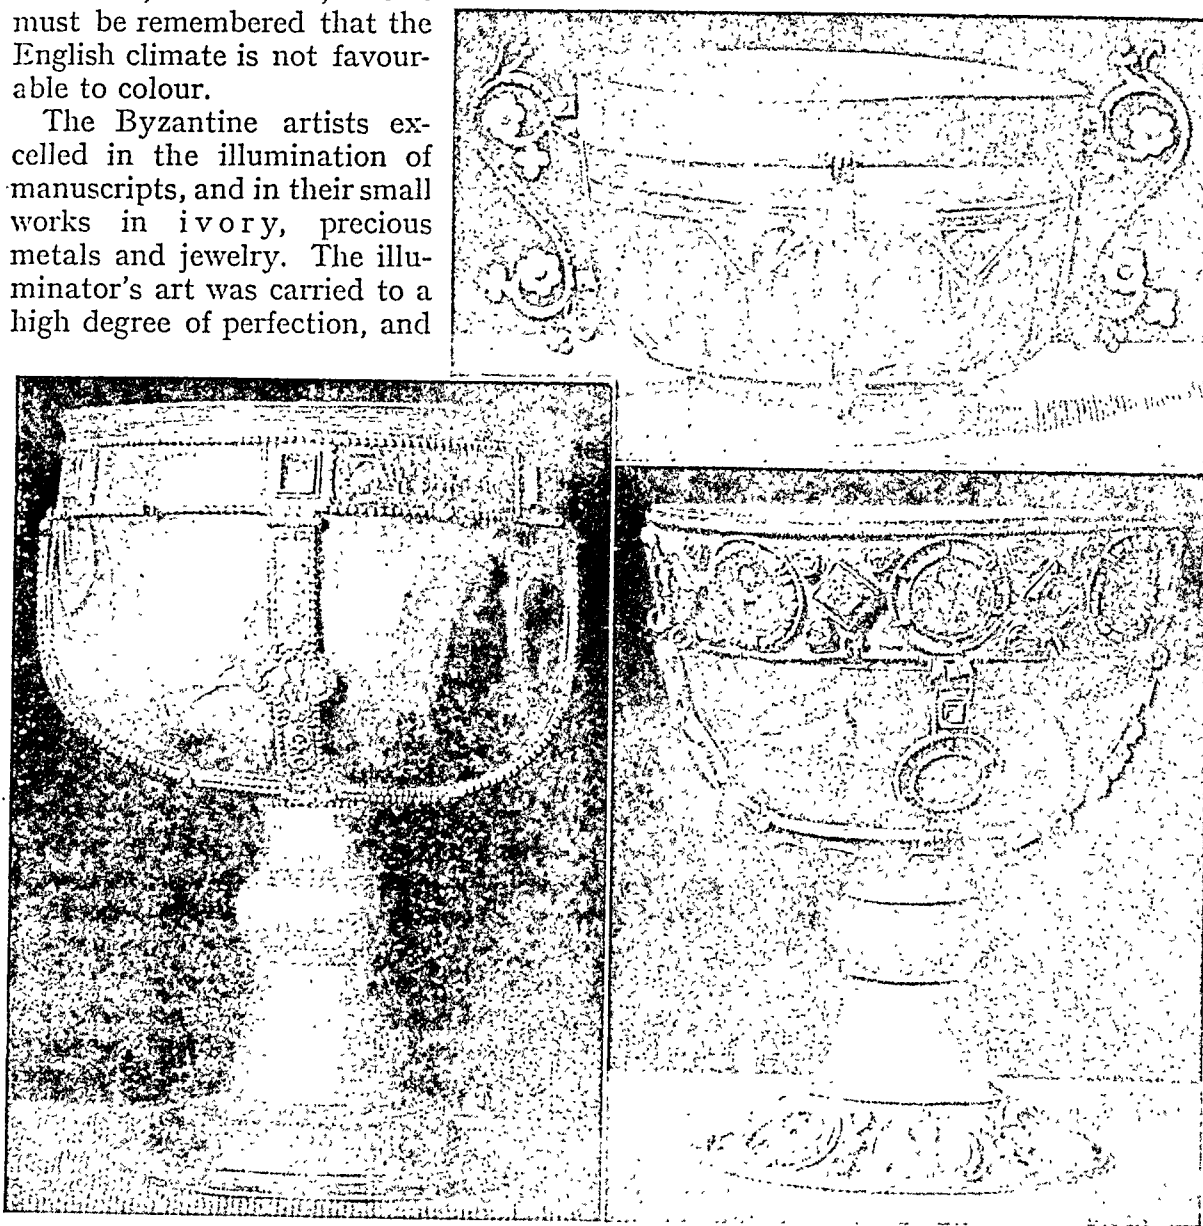 must be remembered that the
English climate is not favour-
able to colour.
The Byzantine artists ex-
celled in the illumination of
manuscripts, and in their small
works in ivory, precious
metals and jewelry. The illu-
minator's art was carried to a
high degree of perfection, and